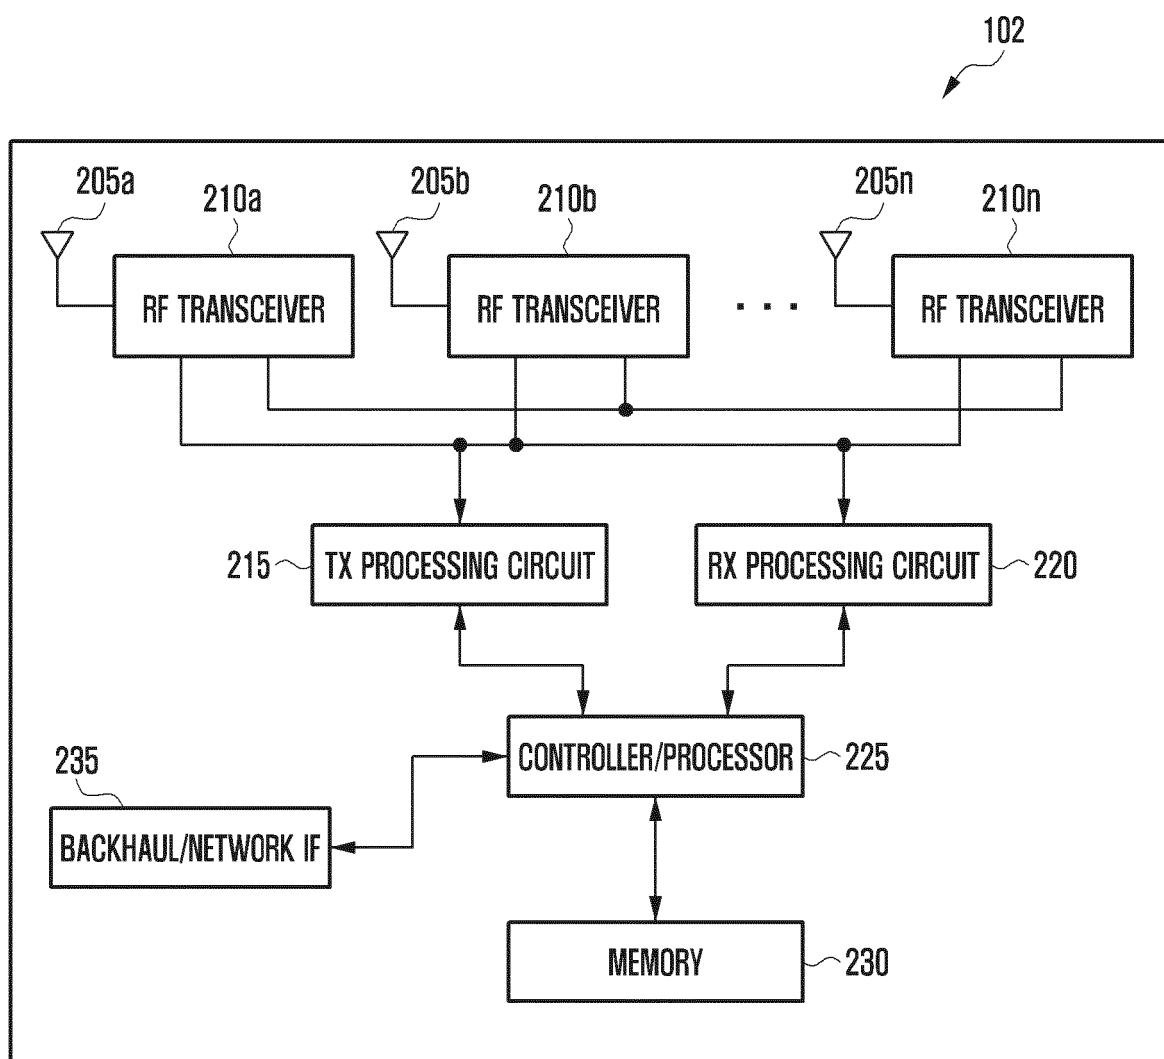 102
205a
210a
205b
210b
205n
210n
RF TRANSCEIVER
RF TRANSCEIVER
. . .
RF TRANSCEIVER
215
TX PROCESSING CIRCUIT
RX PROCESSING CIRCUIT
220
CONTROLLER/PROCESSOR
225
235
BACKHAUL/NETWORK IF
MEMORY
230